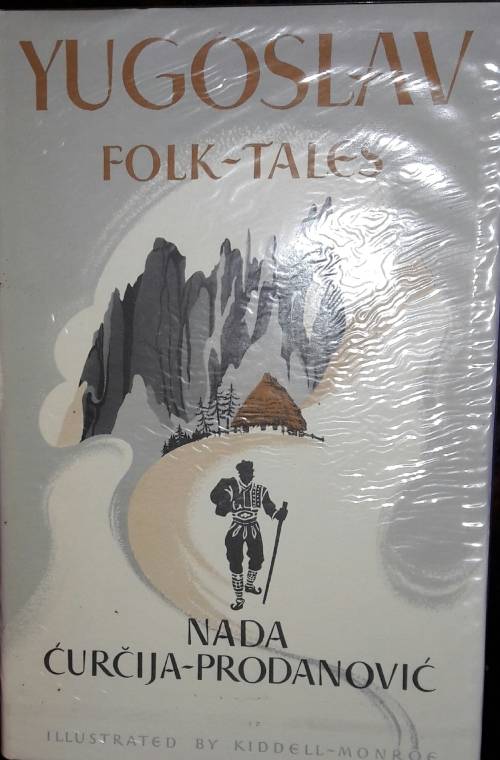 YUGOSLAV
FOLK-TALES
NADA
ĆURČIJA-PRODANOVIĆ
ILLUSTRATED BY KIDDELL-MONROE